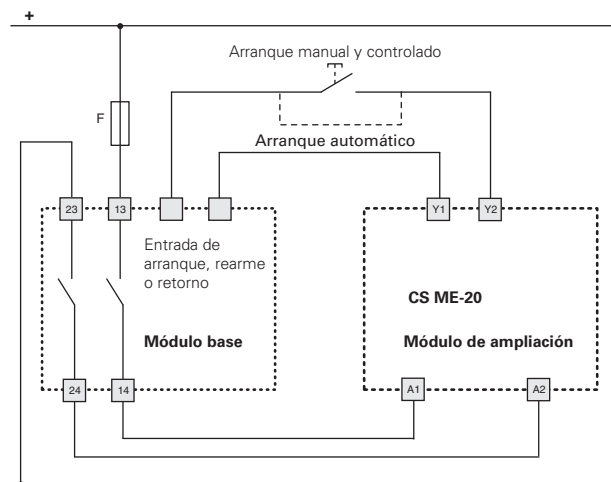 +
Arranque manual y controlado
F
Arranque automático
23
13
Y1
Y2
Entrada de
arranque, rearme
o retorno
CS ME-20
Módulo base
Módulo de ampliación
24
14
A1
A2